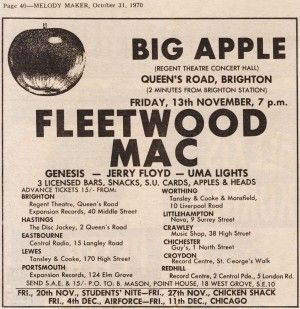 Page 40—MELODY MAKER, October 31, 1970
BIG APPLE
(REGENT THEATRE CONCERT HALL)
QUEEN'S ROAD, BRIGHTON
(2 MINUTES FROM BRIGHTON STATION)
FRIDAY, 13th NOVEMBER, 7 p.m.
FLEETWOOD
MAC
GENESIS — JERRY FLOYD — UMA LIGHTS
3 LICENSED BARS, SNACKS, S.U. CARDS, APPLES & HEADS
ADVANCE TICKETS 15/- FROM:
BRIGHTON
Regent Theatre, Queen's Road
Expansion Records, 40 Middle Street
HASTINGS
The Disc Jockey, 2 Queen's Road
EASTBOURNE
Central Radio, 15 Langley Road
LEWES
Tansley & Cooke, 170 High Street
PORTSMOUTH
Expansion Records, 124 Elm Grove
WORTHING
Tansley & Cooke & Mansfield,
10 Liverpool Road
LITTLEHAMPTON
Nova, 9 Surrey Street
CRAWLEY
Music Shop, 38 High Street
CHICHESTER
Guy's, 1 North Street
CROYDON
Record Centre, St. George's Walk
REDHILL
Record Centre, 2 Central Pde., 5 London Rd.
SEND S.A.E. & 15/- P.O. to: B. MASON, POINT HOUSE, 18 WEST GROVE, S.E.10
FRI., 20th NOV., STUDENTS' NITE—FRI., 27th NOV., CHICKEN SHACK
FRI., 4th DEC., AIRFORCE—FRI., 11th DEC., CHICAGO